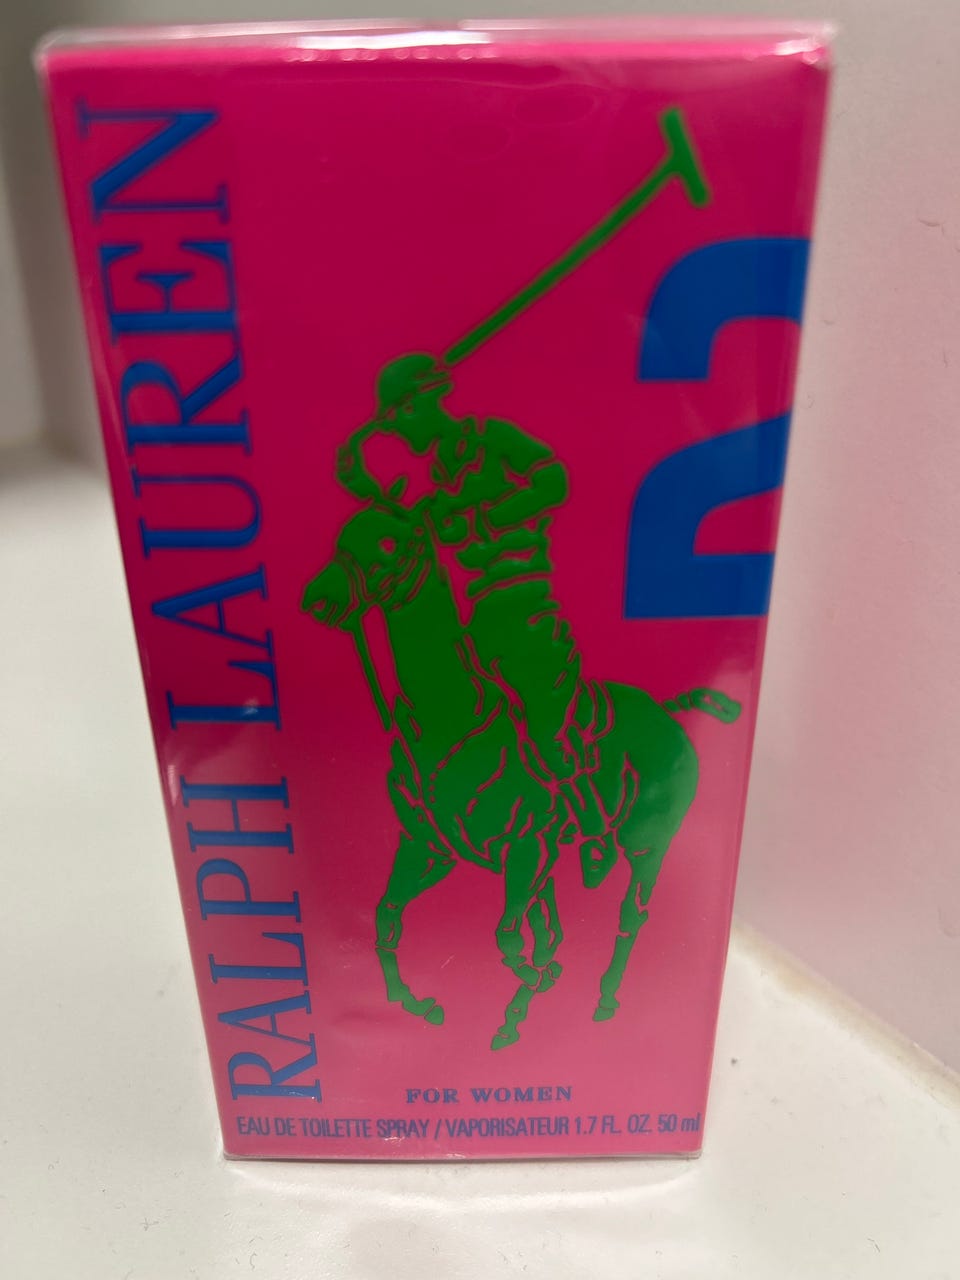 RALPH LAUREN
2
FOR WOMEN
EAU DE TOILETTE SPRAY / VAPORISATEUR 1.7 FL. OZ. 50 ml